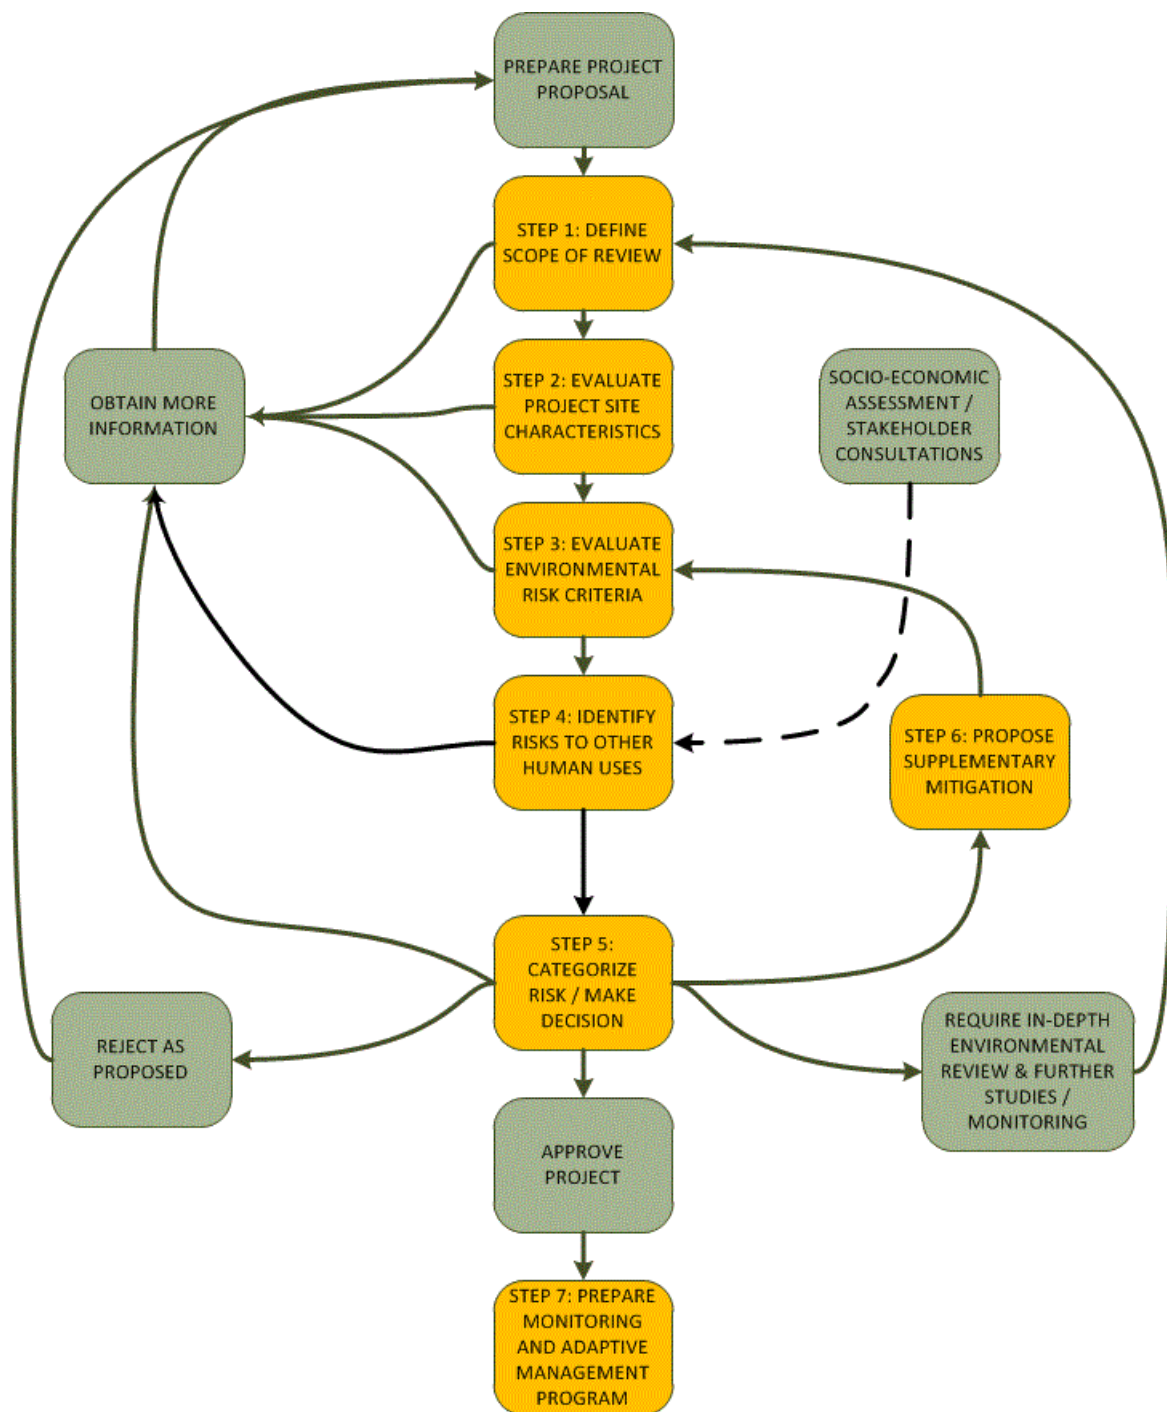 PREPARE PROJECT
PROPOSAL
STEP 1: DEFINE
SCOPE OF REVIEW
STEP 2: EVALUATE
PROJECT SITE
CHARACTERISTICS
OBTAIN MORE
INFORMATION
SOCIO-ECONOMIC
ASSESSMENT /
STAKEHOLDER
CONSULTATIONS
STEP 3: EVALUATE
ENVIRONMENTAL
RISK CRITERIA
STEP 4: IDENTIFY
RISKS TO OTHER
HUMAN USES
STEP 6: PROPOSE
SUPPLEMENTARY
MITIGATION
STEP 5:
CATEGORIZE
RISK / MAKE
DECISION
REJECT AS
PROPOSED
REQUIRE IN-DEPTH
ENVIRONMENTAL
REVIEW & FURTHER
STUDIES /
MONITORING
APPROVE
PROJECT
STEP 7: PREPARE
MONITORING
AND ADAPTIVE
MANAGEMENT
PROGRAM